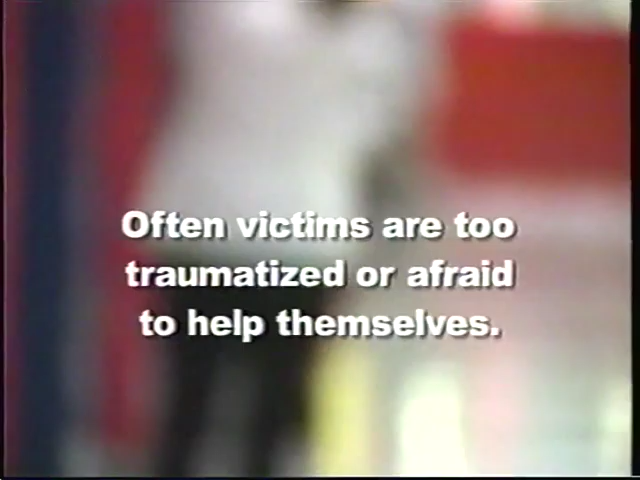 Often victims are too
traumatized or afraid
to help themselves.